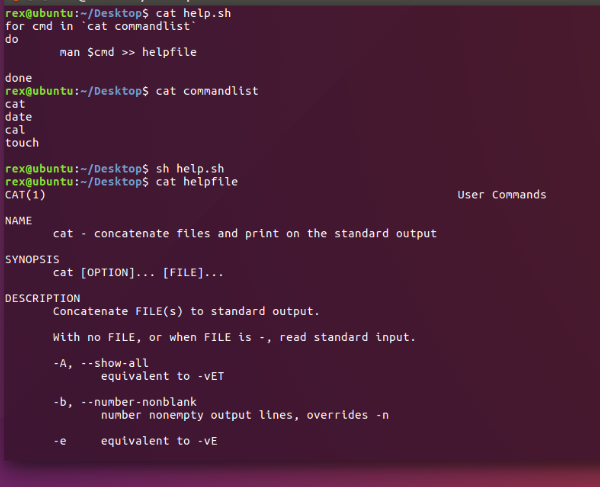 rex@ubuntu:~/Desktop$ cat help.sh
for cmd in `cat commandlist`
do
        man $cmd >> helpfile
done
rex@ubuntu:~/Desktop$ cat commandlist
cat
date
cal
touch
rex@ubuntu:~/Desktop$ sh help.sh
rex@ubuntu:~/Desktop$ cat helpfile
CAT(1) User Commands
NAME
       cat - concatenate files and print on the standard output
SYNOPSIS
       cat [OPTION]... [FILE]...
DESCRIPTION
       Concatenate FILE(s) to standard output.
       With no FILE, or when FILE is -, read standard input.
       -A, --show-all
              equivalent to -vET
       -b, --number-nonblank
              number nonempty output lines, overrides -n
       -e     equivalent to -vE